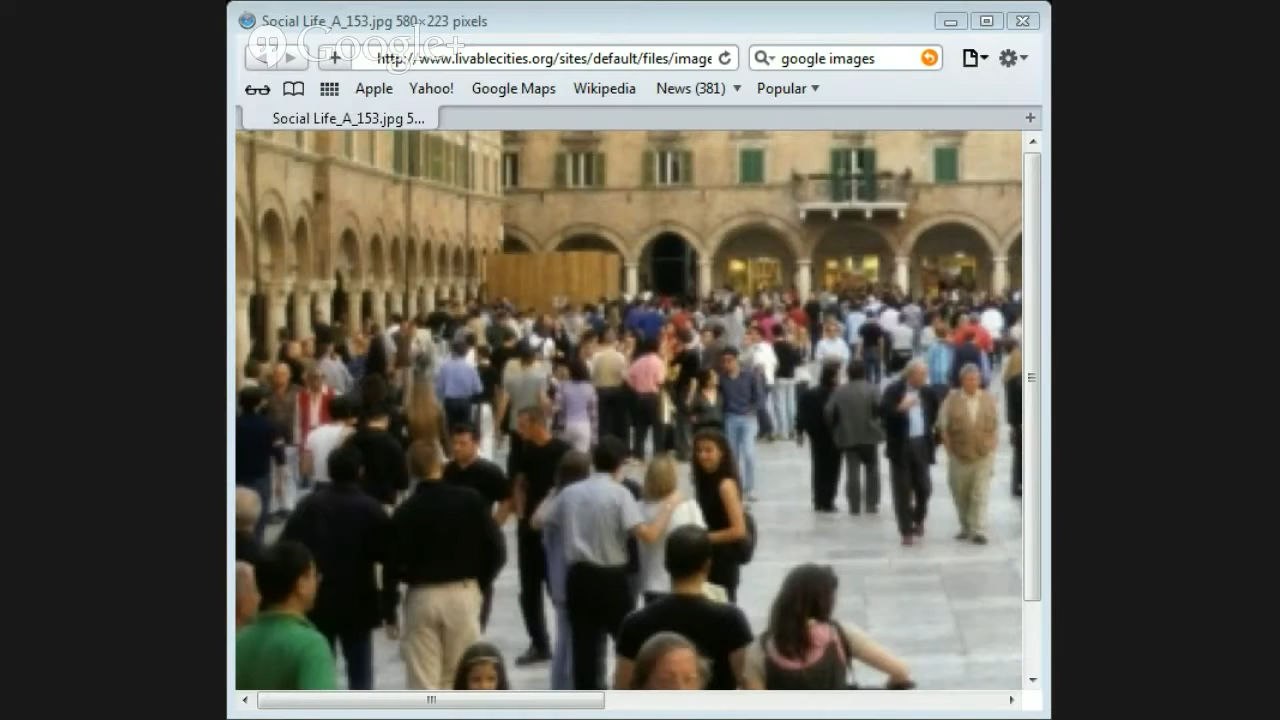 Social Life_A_153.jpg 580×223 pixels
Google+
http://www.livablecities.org/sites/default/files/image
google images
Apple Yahoo! Google Maps Wikipedia News (381) Popular
Social Life_A_153.jpg 5...